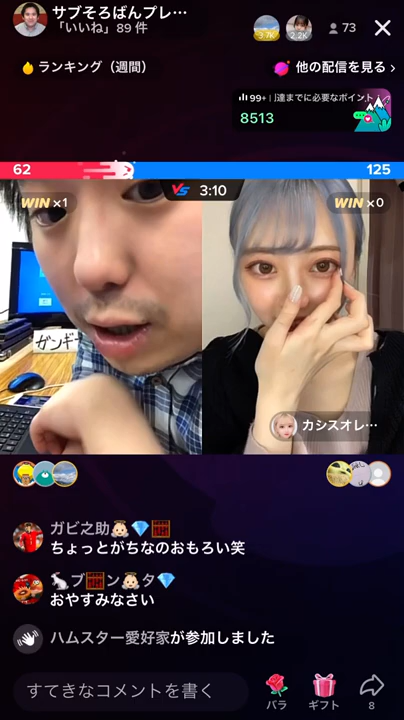 サブそろばんプレ…
「いいね」89 件
3.7K
2.2K
73
ランキング（週間）
他の配信を見る
99+
達までに必要なポイント
8513
62
125
WIN x1
VS 3:10
WIN x0
ガンギ
カシスオレ…
ガビ之助
ちょっとがちなのおもろい笑
ブ ン タ
おやすみなさい
ハムスター愛好家が参加しました
すてきなコメントを書く
バラ
ギフト
8